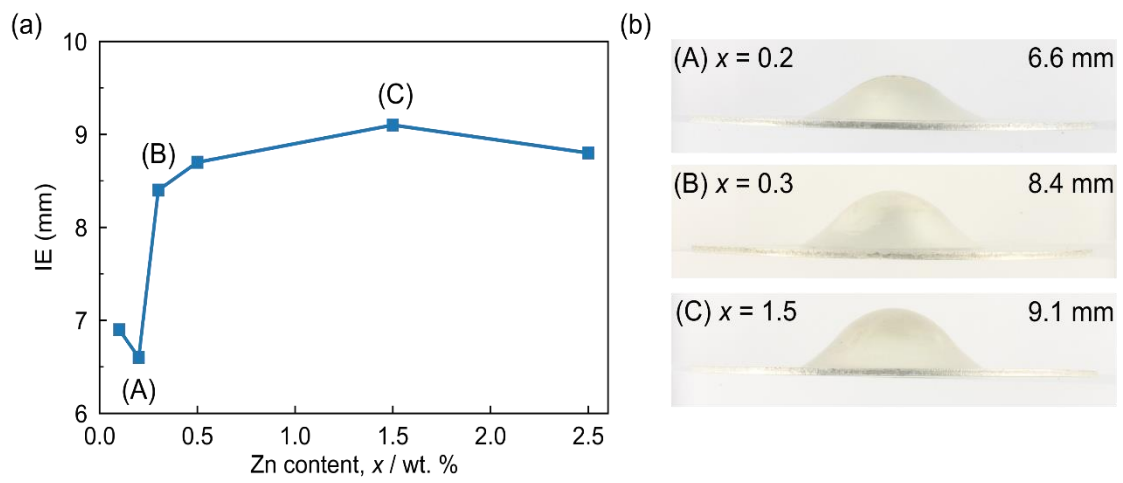 (a)
10
9
8
7
6
IE (mm)
(A)
(B)
(C)
0.0 0.5 1.0 1.5 2.0 2.5
Zn content, x / wt. %
(b)
(A) x = 0.2 6.6 mm
(B) x = 0.3 8.4 mm
(C) x = 1.5 9.1 mm